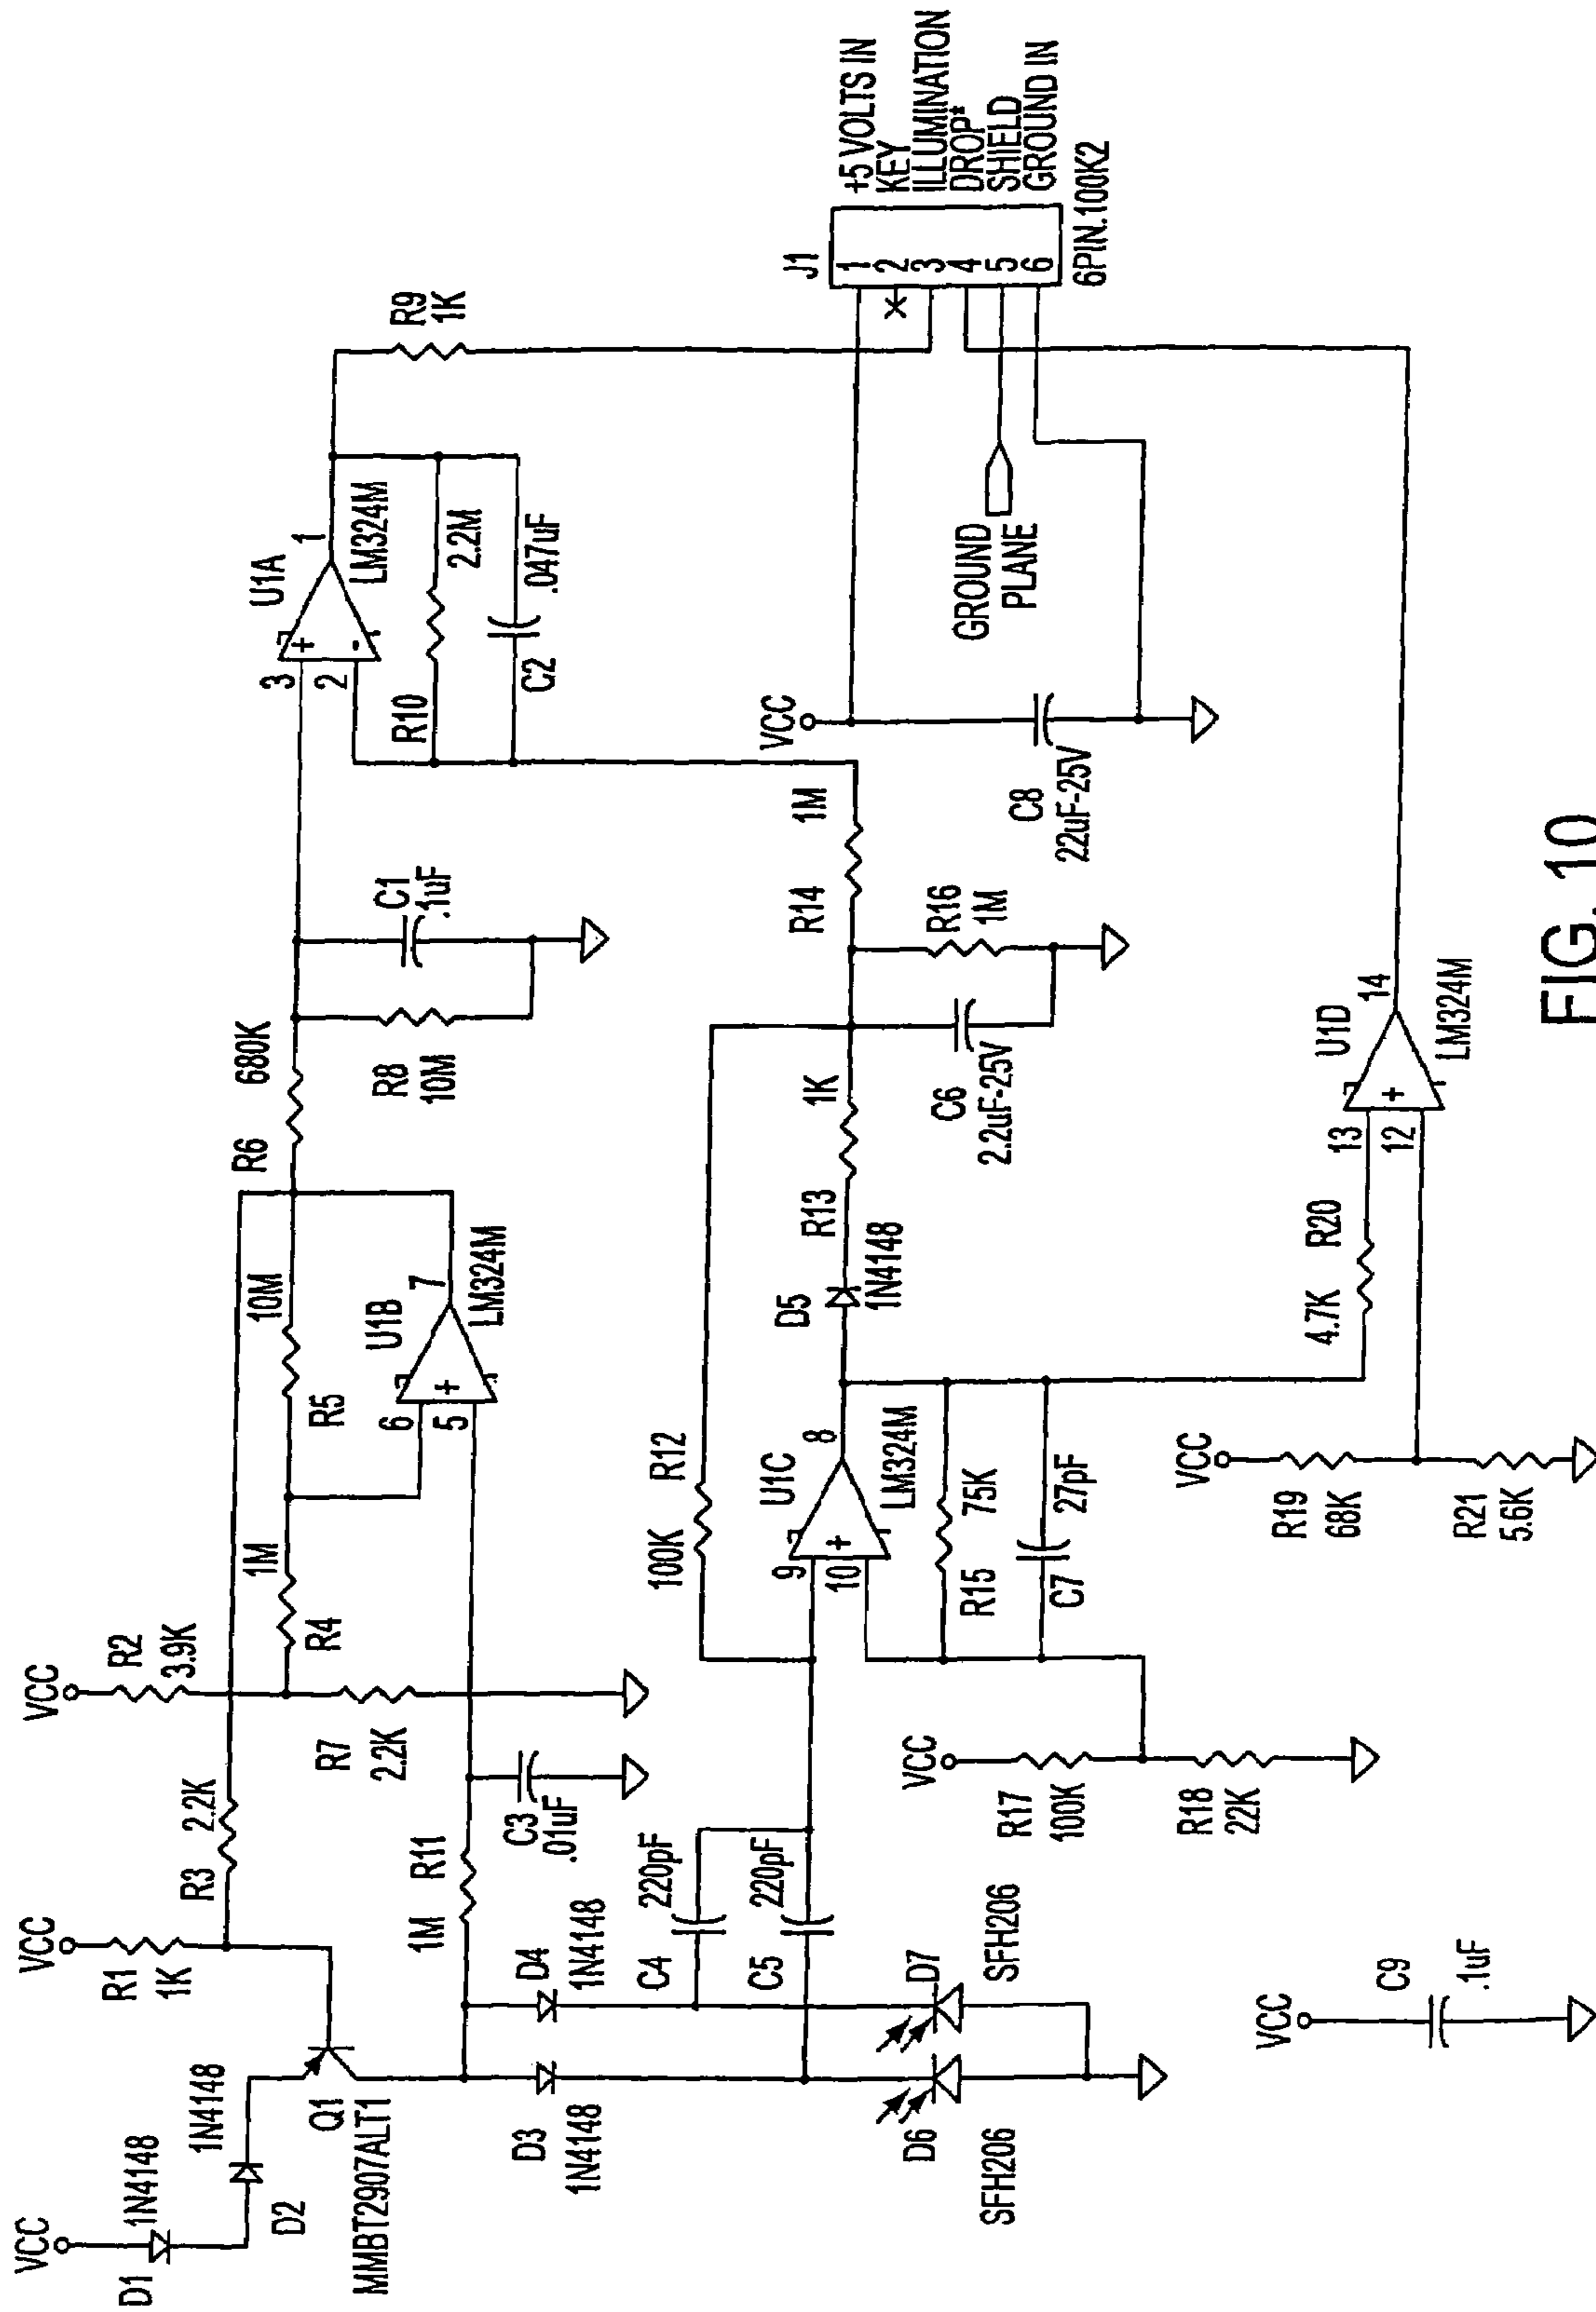 VCC
D1
1N4148
D2
1N4148
Q1
MMBT2907ALT1
VCC
R1
1K
R3
2.2K
VCC
R2
3.9K
R7
2.2K
R4
1M
R5
10M
6
5
+
U1B
7
LM324M
R6
680K
R8
10M
C1
.1uF
3
2
+
-
U1A
1
LM324M
R10
2.2M
C2
.047uF
R9
1K
D3
1N4148
D4
1N4148
1M
R11
C3
.01uF
C4
220pF
C5
220pF
D6
SFH206
D7
SFH206
100K
R12
9
10
+
U1C
8
LM324M
R15
75K
C7
27pF
VCC
R17
100K
R18
22K
D5
1N4148
R13
1K
C6
2.2uF-25V
R16
1M
R14
1M
VCC
C8
22uF-25V
GROUND
PLANE
J1
1
2
3
4
5
6
+5 VOLTS IN
KEY
ILLUMINATION
DROP*
SHIELD
GROUND IN
6PIN.100K2
VCC
C9
.1uF
VCC
R19
68K
R21
5.6K
4.7K
R20
13
12
+
U1D
14
LM324M
FIG. 10